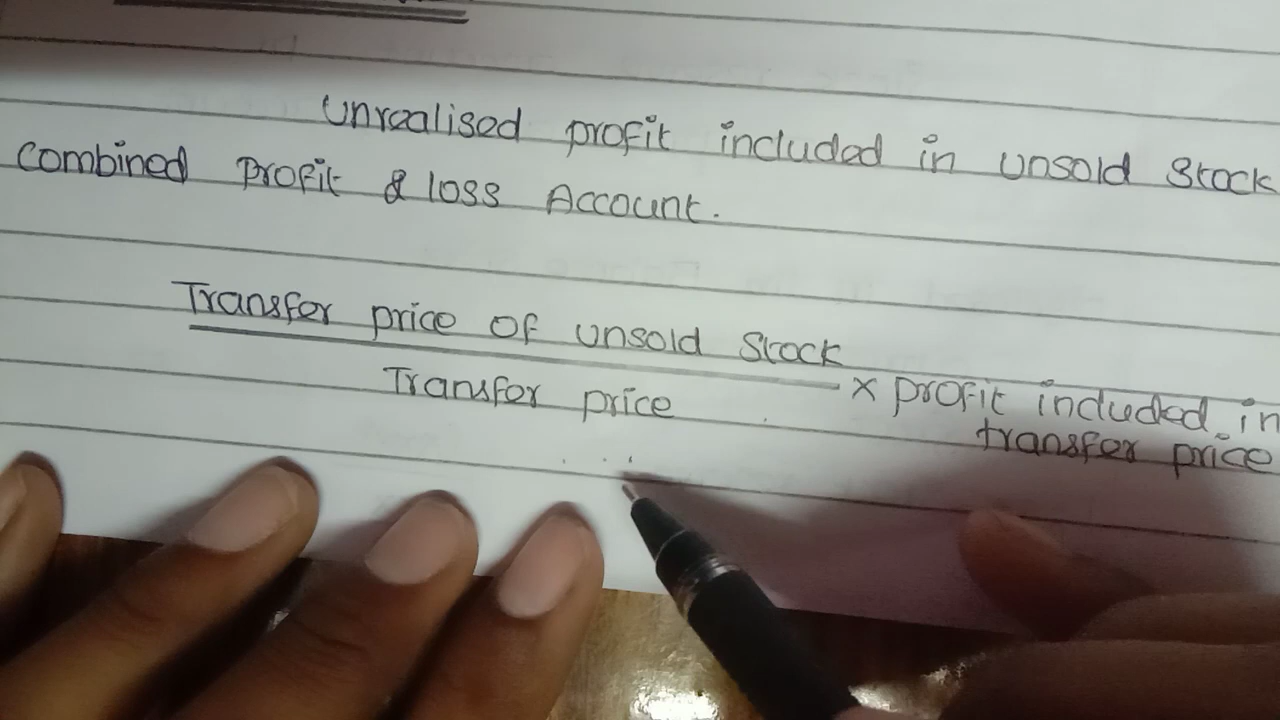 Unrealised profit included in unsold Stock
Combined Profit & loss Account.
Transfer price of unsold Stock
Transfer price
x profit included in
transfer price